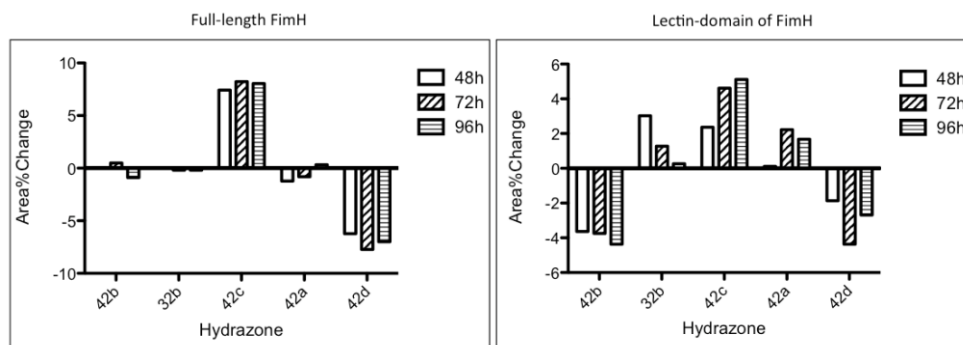 Full-length FimH
Area%Change
10
5
0
-5
-10
48h
72h
96h
42b
32b
42c
42a
42d
Hydrazone
Lectin-domain of FimH
Area%Change
6
4
2
0
-2
-4
-6
48h
72h
96h
42b
32b
42c
42a
42d
Hydrazone